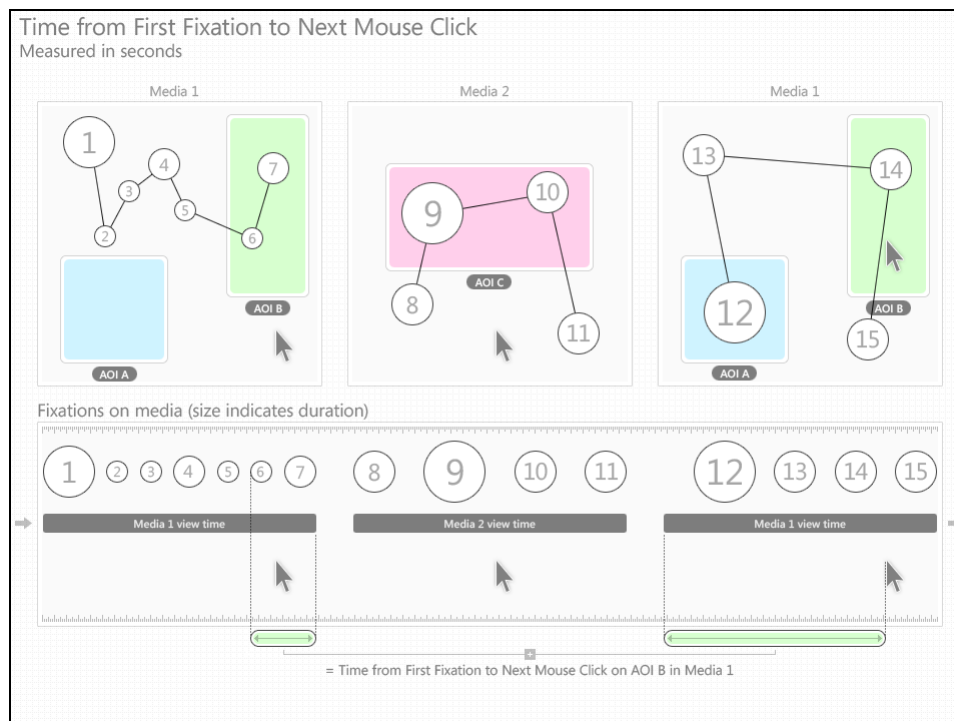 Time from First Fixation to Next Mouse Click
Measured in seconds
Media 1
Media 2
Media 1
1
2
3
4
5
6
7
AOI B
AOI A
8
9
10
11
AOI C
12
13
14
15
AOI B
AOI A
Fixations on media (size indicates duration)
1 2 3 4 5 6 7 8 9 10 11 12 13 14 15
Media 1 view time
Media 2 view time
Media 1 view time
+
= Time from First Fixation to Next Mouse Click on AOI B in Media 1